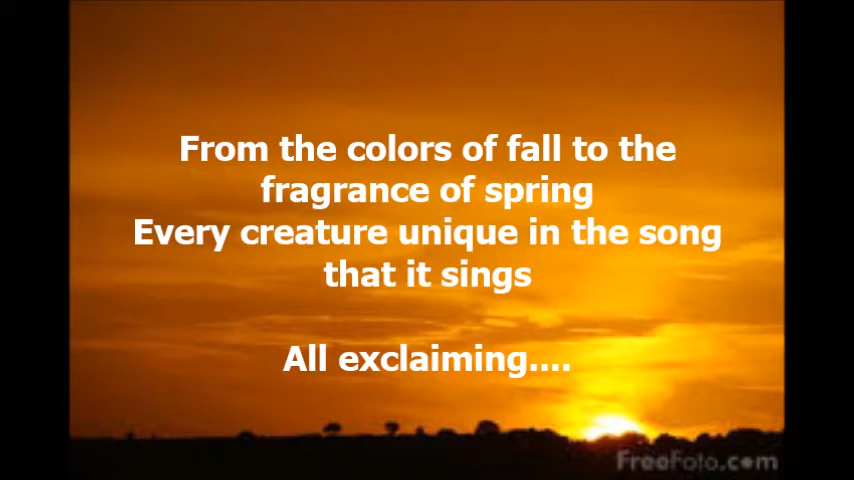 From the colors of fall to the
fragrance of spring
Every creature unique in the song
that it sings
All exclaiming....
FreeFoto.com